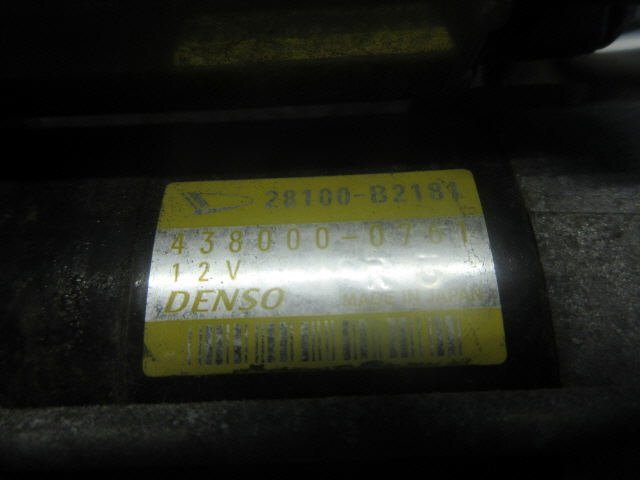 28100-B2181
438000-0761
12V
DENSO
MADE IN JAPAN